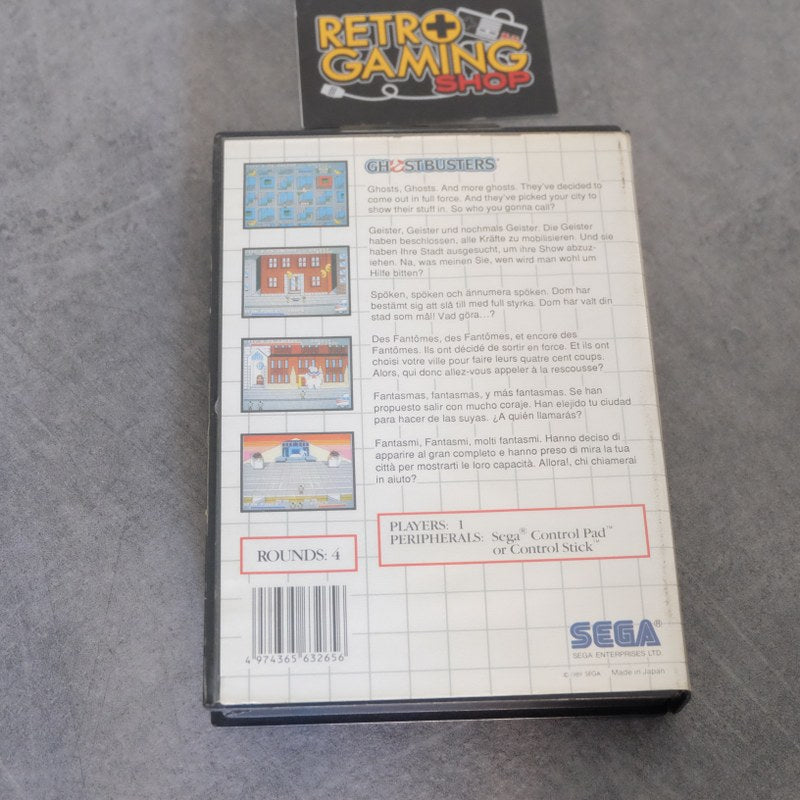 RETRO
GAMING
SHOP
GHOSTBUSTERS
Ghosts, Ghosts. And more ghosts. They've decided to
come out in full force. And they've picked your city to
show their stuff in. So who you gonna call?
Geister, Geister und nochmals Geister. Die Geister
haben beschlossen, alle Kräfte zu mobilisieren. Und sie
haben Ihre Stadt ausgesucht, um ihre Show abzuz-
iehen. Na, was meinen Sie, wen wird man wohl um
Hilfe bitten?
Spöken, spöken och ännumera spöken. Dom har
bestämt sig att slå till med full styrka. Dom har valt din
stad som mål! Vad göra...?
Des Fantômes, des Fantômes, et encore des
Fantômes. Ils ont décidé de sortir en force. Et ils ont
choisi votre ville pour faire leurs quatre cent coups.
Alors, qui donc allez-vous appeler à la rescousse?
Fantasmas, fantasmas, y más fantasmas. Se han
propuesto salir con mucho coraje. Han elejido tu ciudad
para hacer de las suyas. ¿A quién llamarás?
Fantasmi, Fantasmi, molti fantasmi. Hanno deciso di
apparire al gran completo e hanno preso di mira la tua
città per mostrarti le loro capacità. Allora!, chi chiamerai
in aiuto?
PLAYERS: 1
PERIPHERALS: Sega® Control Pad™
or Control Stick™
ROUNDS: 4
4 974365 632656
SEGA®
SEGA ENTERPRISES LTD.
© 1987 SEGA Made in Japan